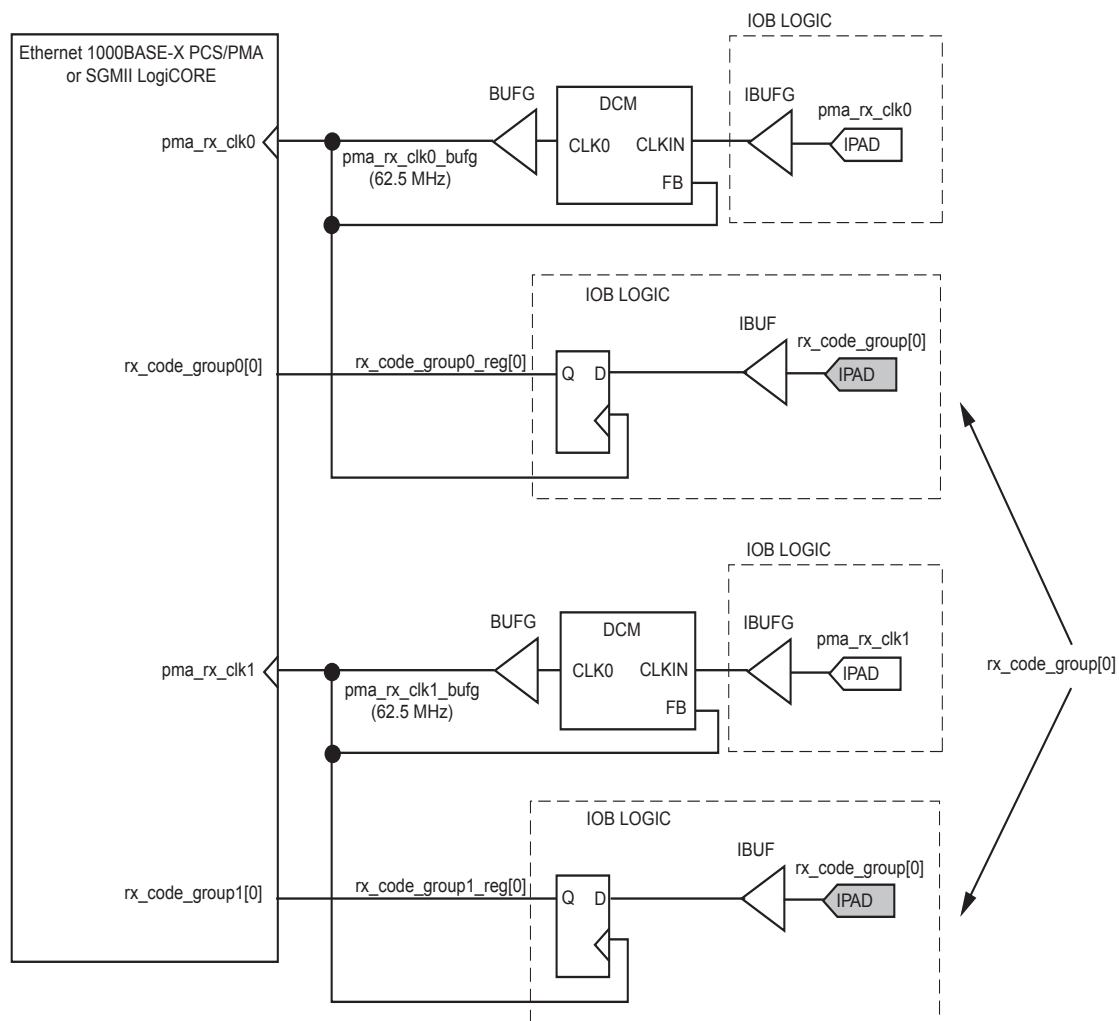 IOB LOGIC
Ethernet 1000BASE-X PCS/PMA
or SGMII LogiCORE
BUFG
DCM
IBUFG
pma_rx_clk0
pma_rx_clk0
CLK0
CLKIN
IPAD
pma_rx_clk0_bufg
(62.5 MHz)
FB
IOB LOGIC
IBUF
rx_code_group[0]
rx_code_group0[0]
rx_code_group0_reg[0]
Q
D
IPAD
IOB LOGIC
BUFG
DCM
IBUFG
pma_rx_clk1
pma_rx_clk1
CLK0
CLKIN
IPAD
rx_code_group[0]
pma_rx_clk1_bufg
(62.5 MHz)
FB
IOB LOGIC
IBUF
rx_code_group[0]
rx_code_group1[0]
rx_code_group1_reg[0]
Q
D
IPAD